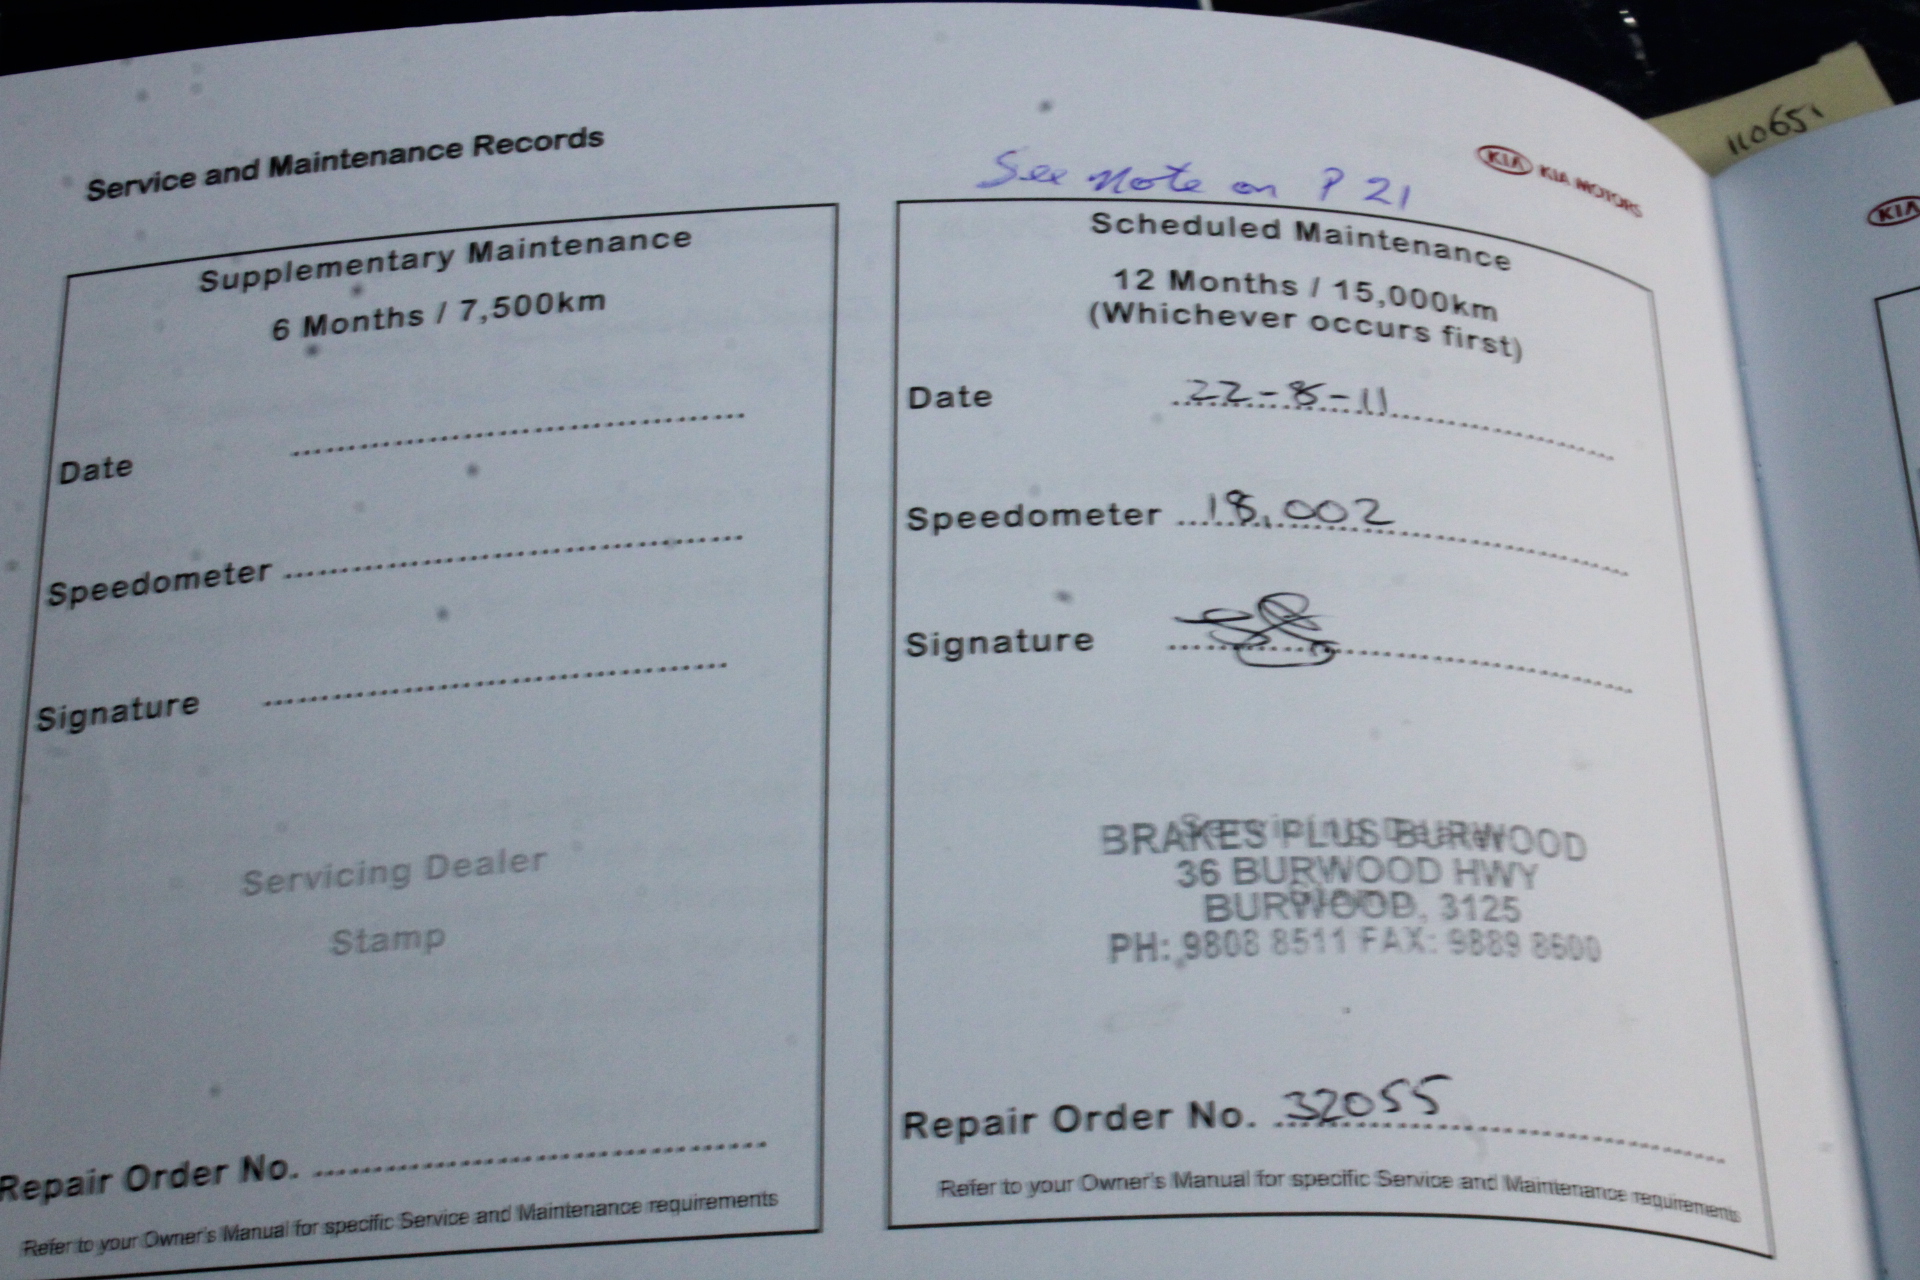 Service and Maintenance Records
See note on P 21
KIA KIA MOTORS
11065
KIA
Supplementary Maintenance
6 Months / 7,500km
Date
Speedometer
Signature
Servicing Dealer
Stamp
Repair Order No.
Refer to your Owner's Manual for specific Service and Maintenance requirements
Scheduled Maintenance
12 Months / 15,000km
(Whichever occurs first)
Date 22-8-11
Speedometer 18,002
Signature
BRAKES PLUS BURWOOD
36 BURWOOD HWY
BURWOOD, 3125
PH: 9808 8511 FAX: 9889 8600
Repair Order No. 32055
Refer to your Owner's Manual for specific Service and Maintenance requirements